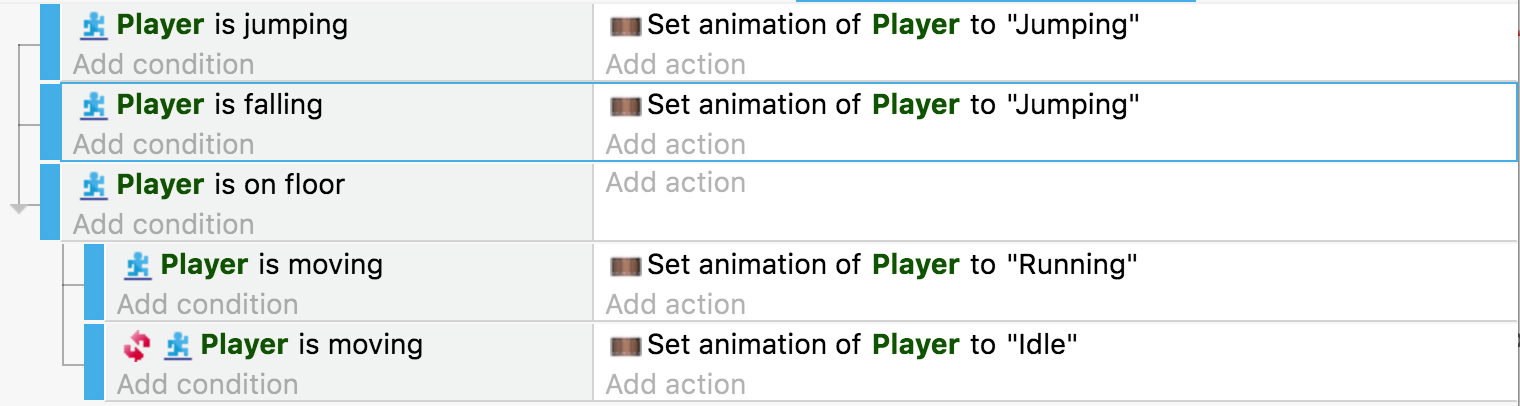 Player is jumping Set animation of Player to "Jumping"
Add condition Add action
Player is falling Set animation of Player to "Jumping"
Add condition Add action
Player is on floor Add action
Add condition
Player is moving Set animation of Player to "Running"
Add condition Add action
Player is moving Set animation of Player to "Idle"
Add condition Add action